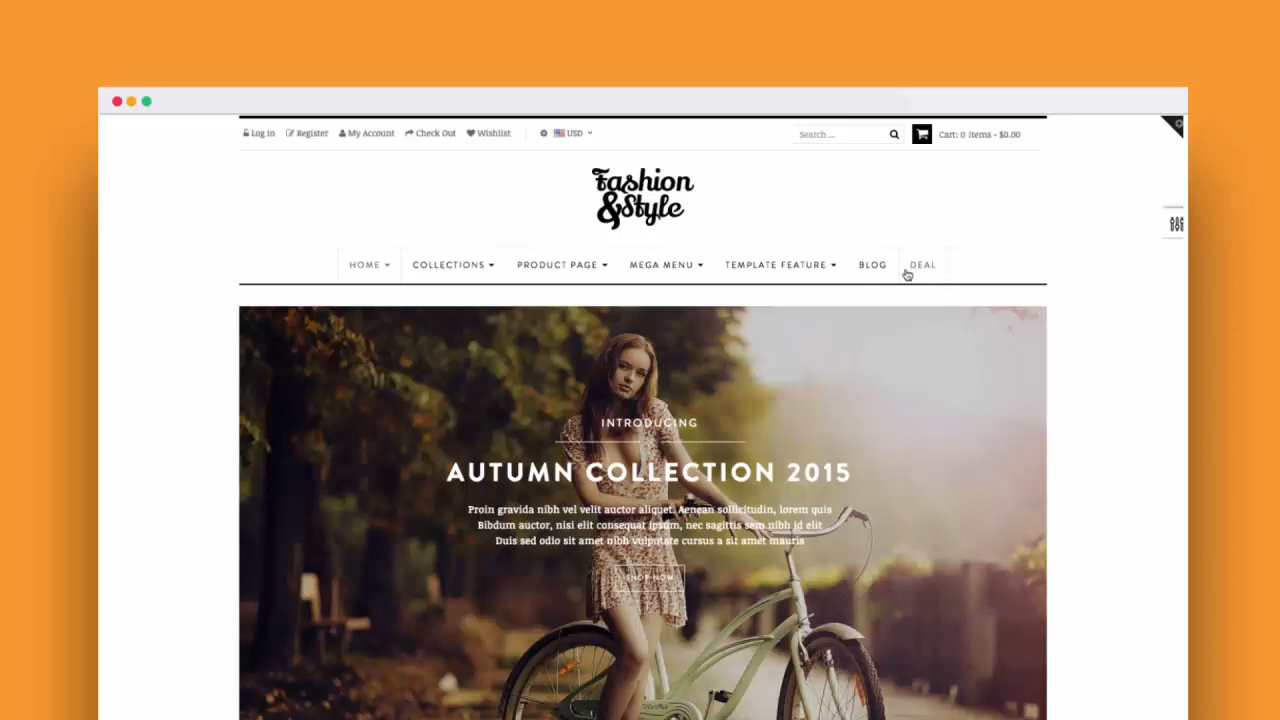 Log in Register My Account Check Out Wishlist USD Search ... Cart: 0 items - $0.00
Fashion
&Style
HOME COLLECTIONS PRODUCT PAGE MEGA MENU TEMPLATE FEATURE BLOG DEAL
INTRODUCING
AUTUMN COLLECTION 2015
Proin gravida nibh vel velit auctor aliquet. Aenean sollicitudin, lorem quis
Bibdum auctor, nisi elit consequat ipsum, nec sagittis sem nibh id elit
Duis sed odio sit amet nibh vulputate cursus a sit amet mauris
SHOP NOW